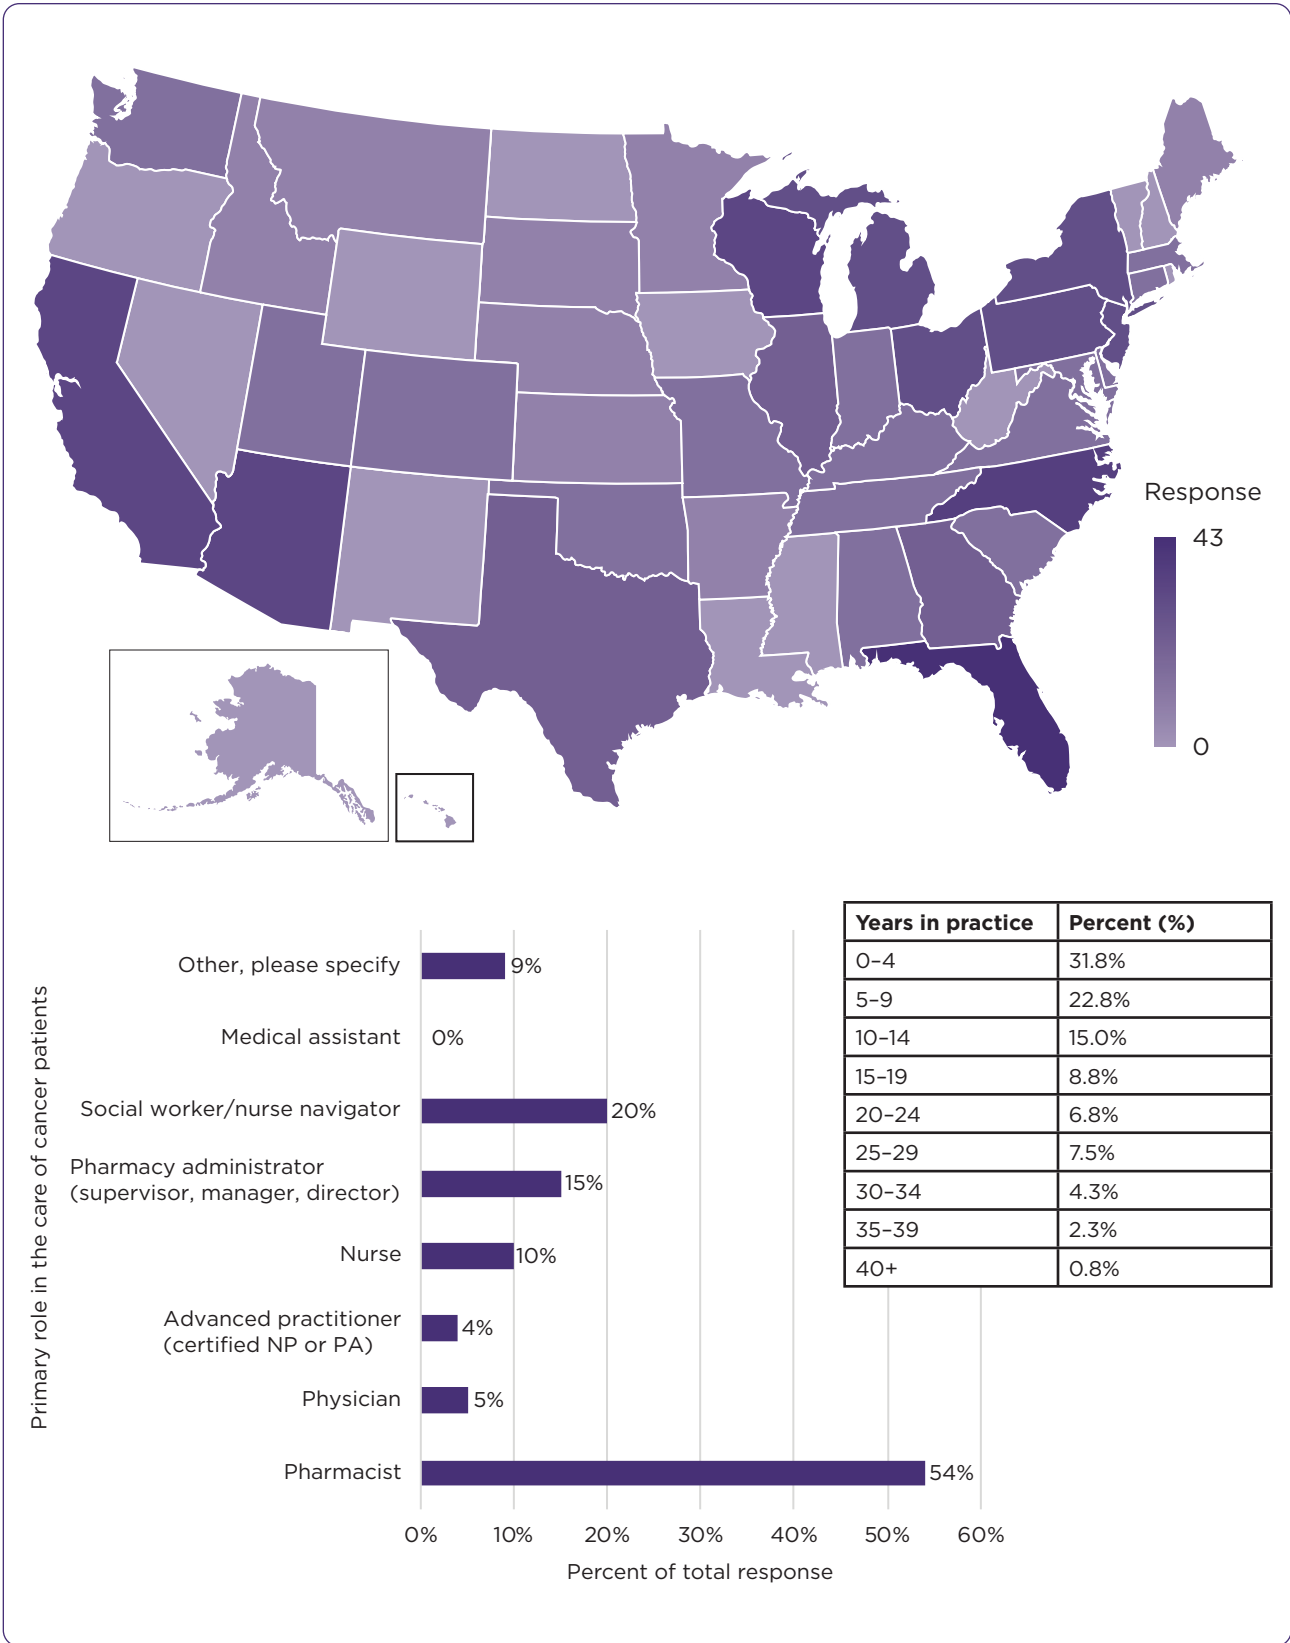 Response
43
0
Years in practice Percent (%)
0–4 31.8%
5–9 22.8%
10–14 15.0%
15–19 8.8%
20–24 6.8%
25–29 7.5%
30–34 4.3%
35–39 2.3%
40+ 0.8%
Primary role in the care of cancer patients
Other, please specify 9%
Medical assistant 0%
Social worker/nurse navigator 20%
Pharmacy administrator
(supervisor, manager, director) 15%
Nurse 10%
Advanced practitioner
(certified NP or PA) 4%
Physician 5%
Pharmacist 54%
0% 10% 20% 30% 40% 50% 60%
Percent of total response